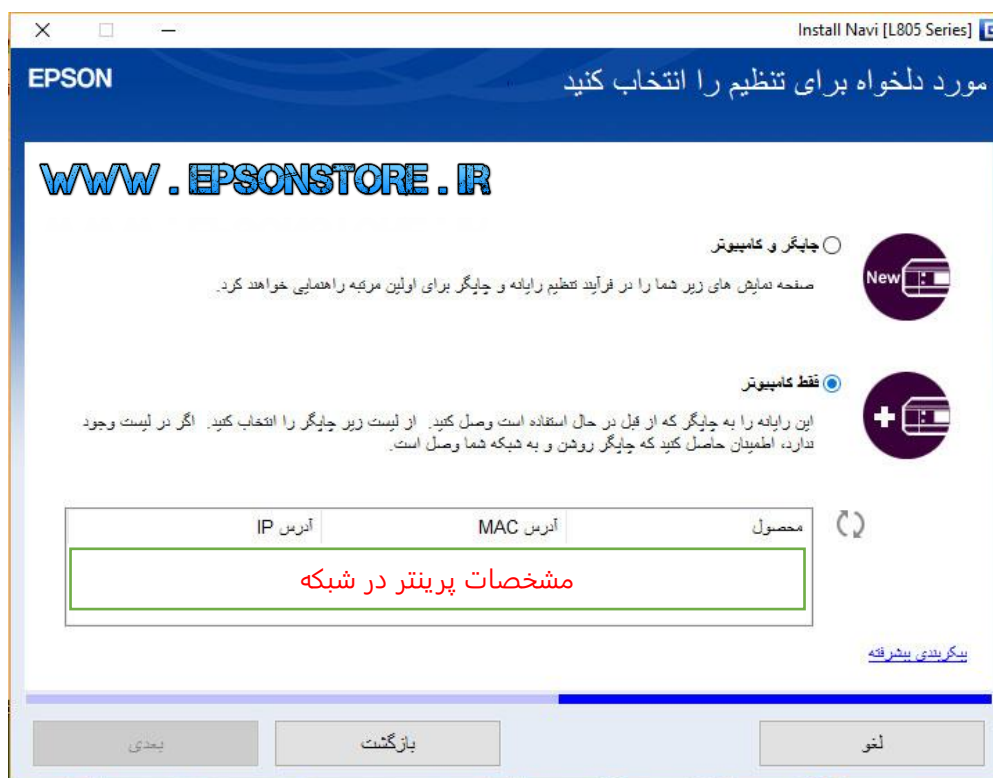 Install Navi [L805 Series]
EPSON
مورد دلخواه برای تنظیم را انتخاب کنید
WWW.EPSONSTORE.IR
چاپگر و کامپیوتر
New
صفحه نمایش های زیر شما را در فرآیند تنظیم رایانه و چاپگر برای اولین مرتبه راهنمایی خواهند کرد.
فقط کامپیوتر
این رایانه را به چاپگر که از قبل در حال استفاده است وصل کنید. از لیست زیر چاپگر را انتخاب کنید. اگر در لیست وجود
ندارد، اطمینان حاصل کنید که چاپگر روشن و به شبکه شما وصل است.
محصول آدرس MAC آدرس IP
مشخصات پرینتر در شبکه
پیکربندی پیشرفته
لغو بازگشت بعدی